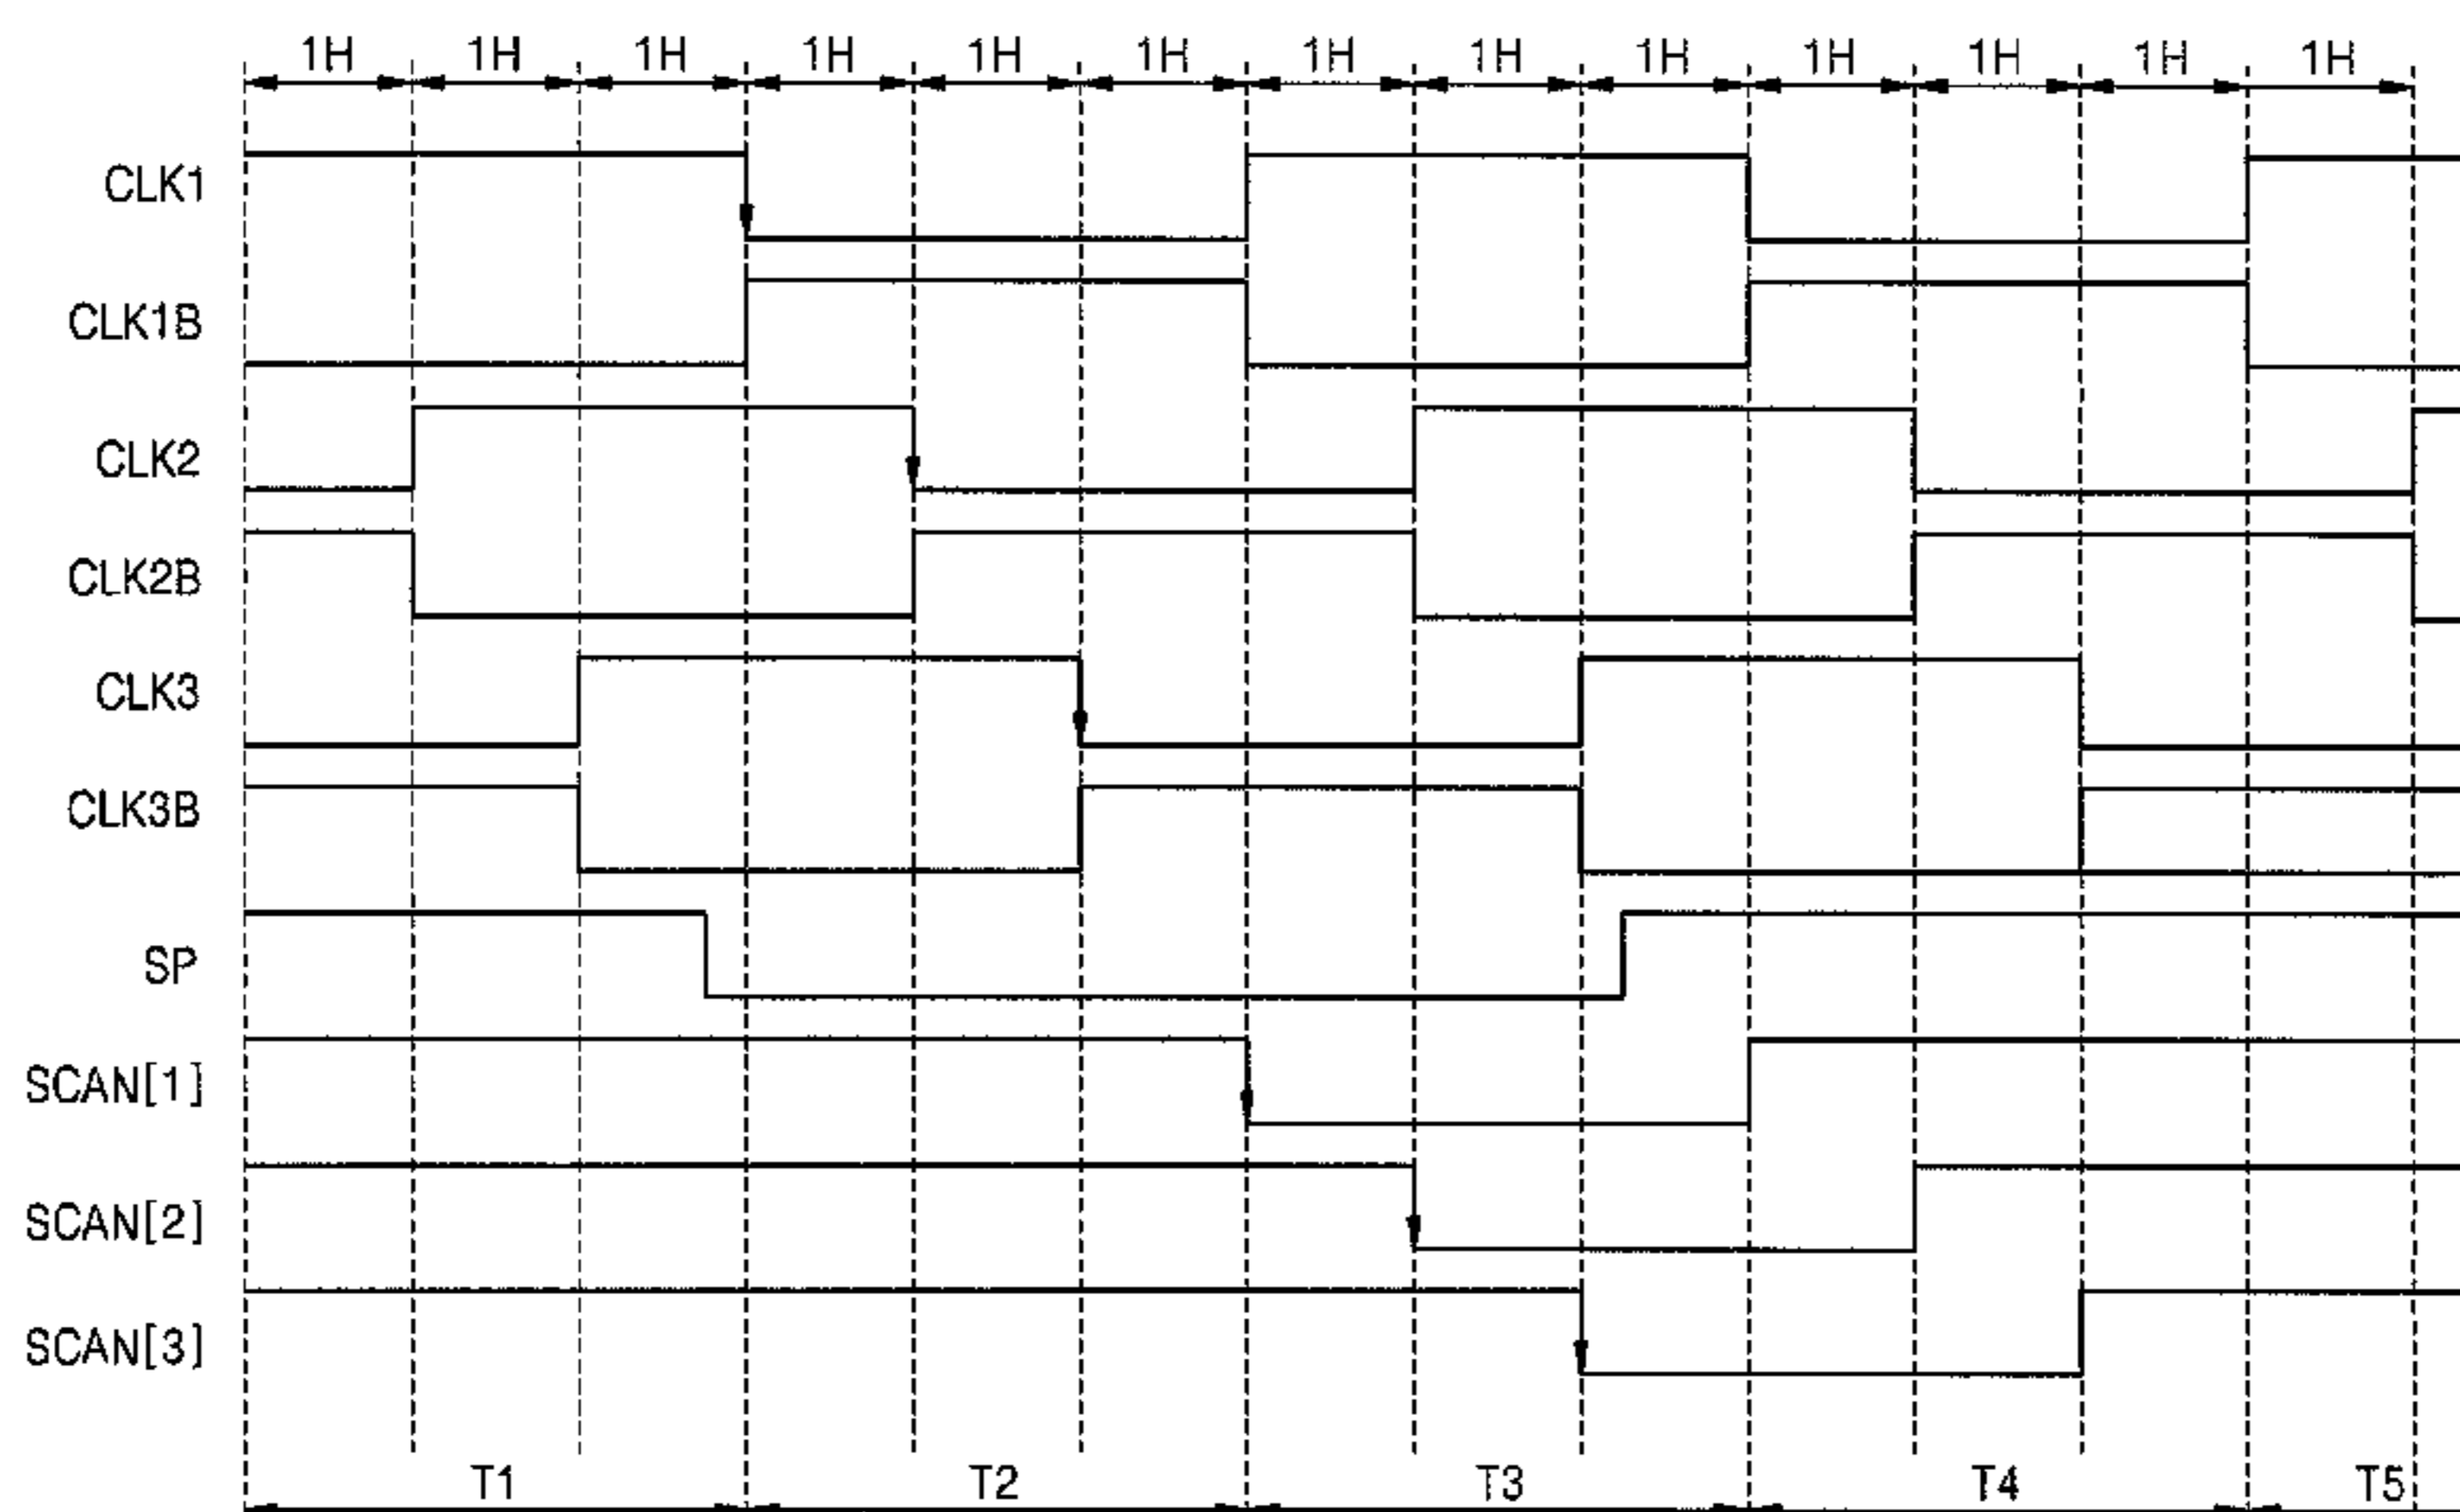 1H 1H 1H 1H 1H 1H 1H 1H 1H 1H 1H 1H 1H
CLK1
CLK1B
CLK2
CLK2B
CLK3
CLK3B
SP
SCAN[1]
SCAN[2]
SCAN[3]
T1 T2 T3 T4 T5